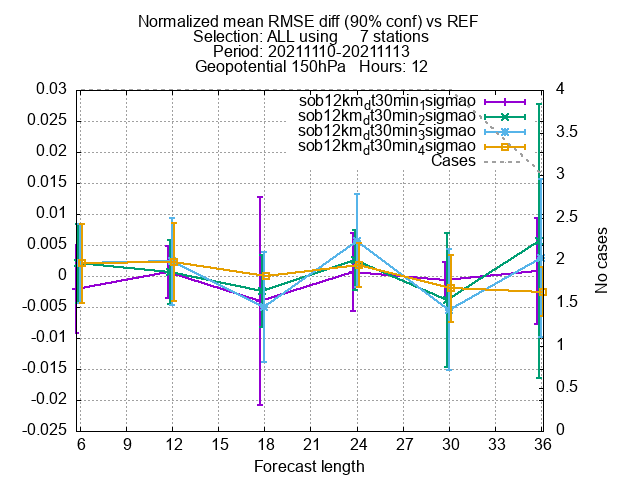 Normalized mean RMSE diff (90% conf) vs REF
Selection: ALL using 7 stations
Period: 20211110-20211113
Geopotential 150hPa Hours: 12
sob12km_dt30min_1sigmao
sob12km_dt30min_2sigmao
sob12km_dt30min_3sigmao
sob12km_dt30min_4sigmao
Cases
0.03
0.025
0.02
0.015
0.01
0.005
0
-0.005
-0.01
-0.015
-0.02
-0.025
4
3.5
3
2.5
2
1.5
1
0.5
0
No cases
6 9 12 15 18 21 24 27 30 33 36
Forecast length